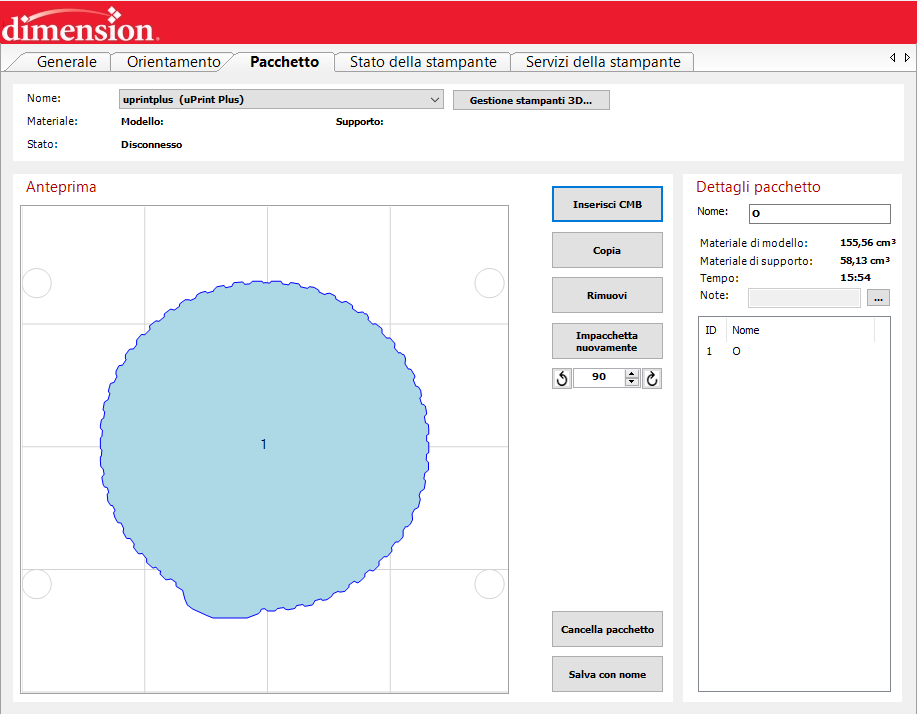 dimension
Generale Orientamento Pacchetto Stato della stampante Servizi della stampante
Nome: uprintplus (uPrint Plus) Gestione stampanti 3D...
Materiale: Modello: Supporto:
Stato: Disconnesso
Anteprima
1
Inserisci CMB
Copia
Rimuovi
Impacchetta
nuovamente
90
Cancella pacchetto
Salva con nome
Dettagli pacchetto
Nome: O
Materiale di modello: 155,56 cm³
Materiale di supporto: 58,13 cm³
Tempo: 15:54
Note: ...
ID Nome
1 O